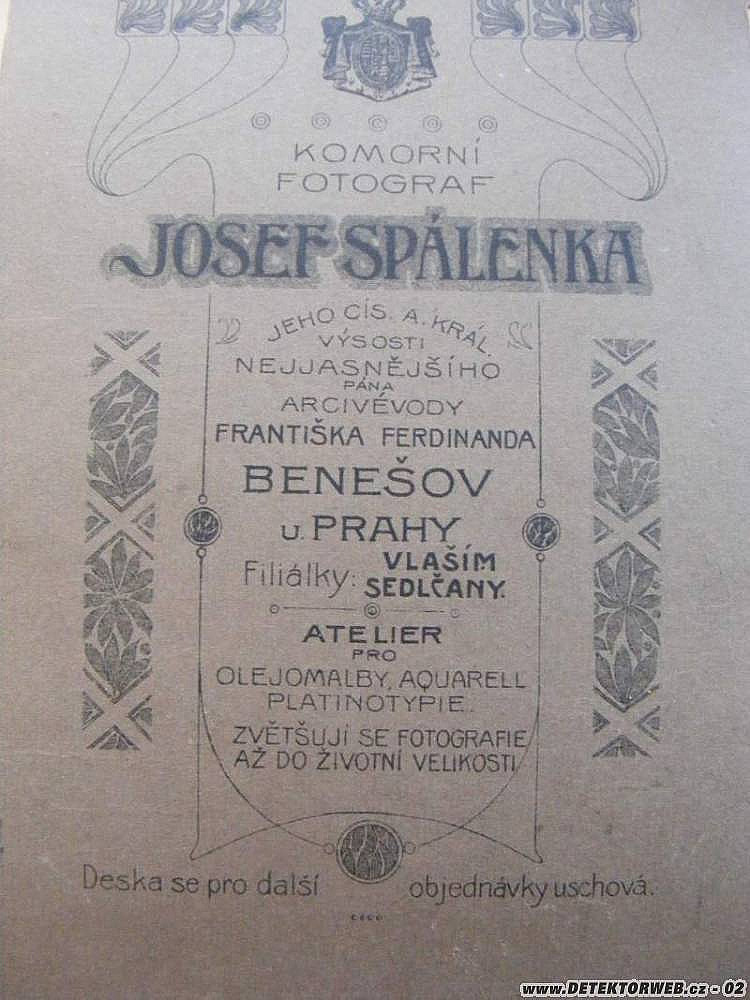 KOMORNÍ
FOTOGRAF
JOSEF SPÁLENKA
JEHO CÍS. A. KRÁL.
VÝSOSTI
NEJJASNĚJŠÍHO
PÁNA
ARCIVÉVODY
FRANTIŠKA FERDINANDA
BENEŠOV
U. PRAHY
Filiálky: VLAŠÍM
SEDLČANY.
ATELIER
PRO
OLEJOMALBY, AQUARELL
PLATINOTYPIE.
ZVĚTŠUJÍ SE FOTOGRAFIE
AŽ DO ŽIVOTNÍ VELIKOSTI
Deska se pro další objednávky uschová.
www.DETEKTORWEB.cz - 02